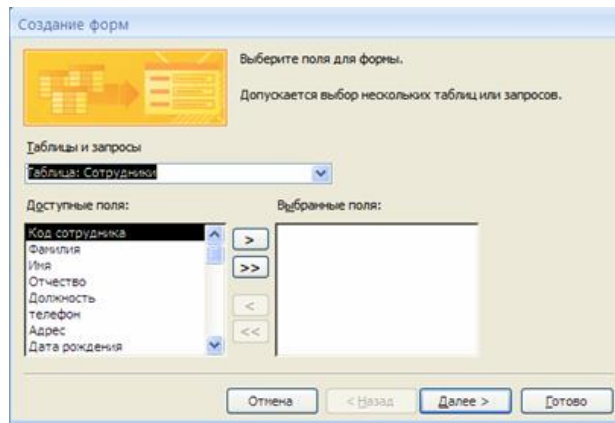 Создание форм
Выберите поля для формы.
Допускается выбор нескольких таблиц или запросов.
Таблицы и запросы
Таблица: Сотрудники
Доступные поля:
Выбранные поля:
Код сотрудника
Фамилия
Имя
Отчество
Должность
телефон
Адрес
Дата рождения
>
>>
<
<<
Отмена
< Назад
Далее >
Готово